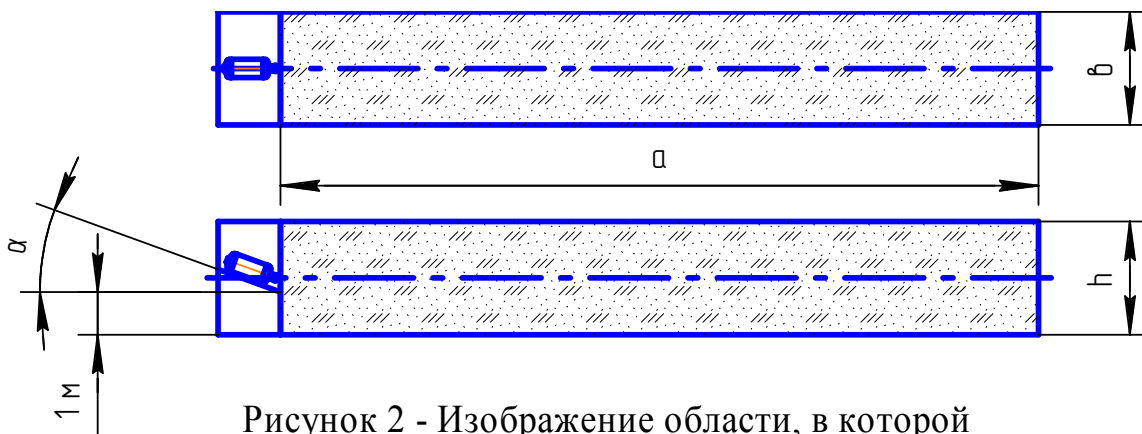 в
а
α
h
1 м
Рисунок 2 - Изображение области, в которой